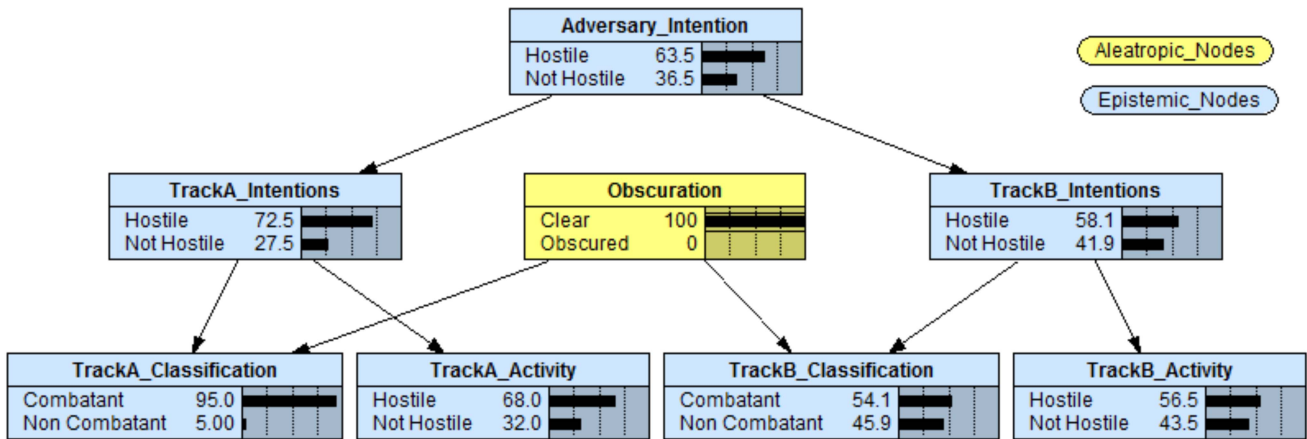 Adversary_Intention
Hostile 63.5
Not Hostile 36.5
Aleatropic_Nodes
Epistemic_Nodes
TrackA_Intentions
Hostile 72.5
Not Hostile 27.5
Obscuration
Clear 100
Obscured 0
TrackB_Intentions
Hostile 58.1
Not Hostile 41.9
TrackA_Classification
Combatant 95.0
Non Combatant 5.00
TrackA_Activity
Hostile 68.0
Not Hostile 32.0
TrackB_Classification
Combatant 54.1
Non Combatant 45.9
TrackB_Activity
Hostile 56.5
Not Hostile 43.5